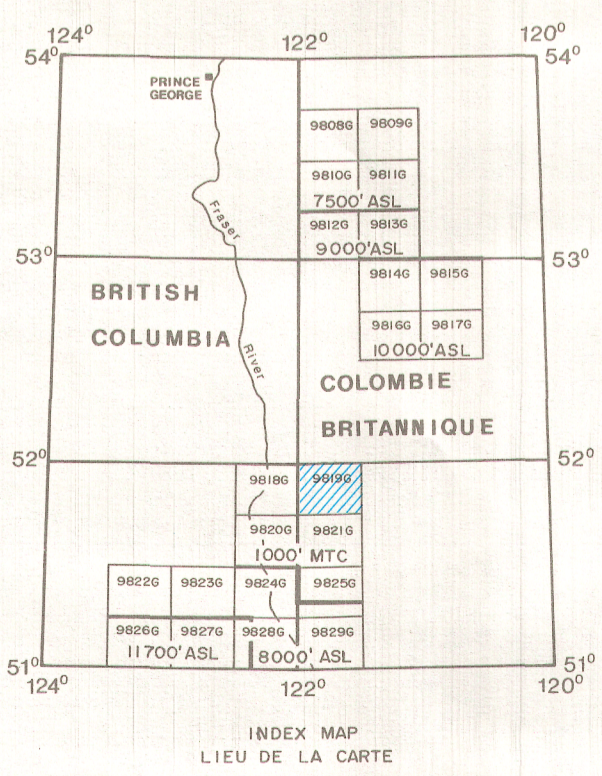 124° 122° 120°
54° 54°
PRINCE
GEORGE
9808G 9809G
9810G 9811G
7500' ASL
Fraser
9812G 9813G
9000' ASL
53° 53°
9814G 9815G
BRITISH
9816G 9817G
COLUMBIA
River
10000' ASL
COLOMBIE
BRITANNIQUE
52° 52°
9818G 9819G
9820G 9821G
1000' MTC
9822G 9823G 9824G 9825G
9826G 9827G 9828G 9829G
11700' ASL 8000' ASL
51° 51°
124° 122° 120°
INDEX MAP
LIEU DE LA CARTE